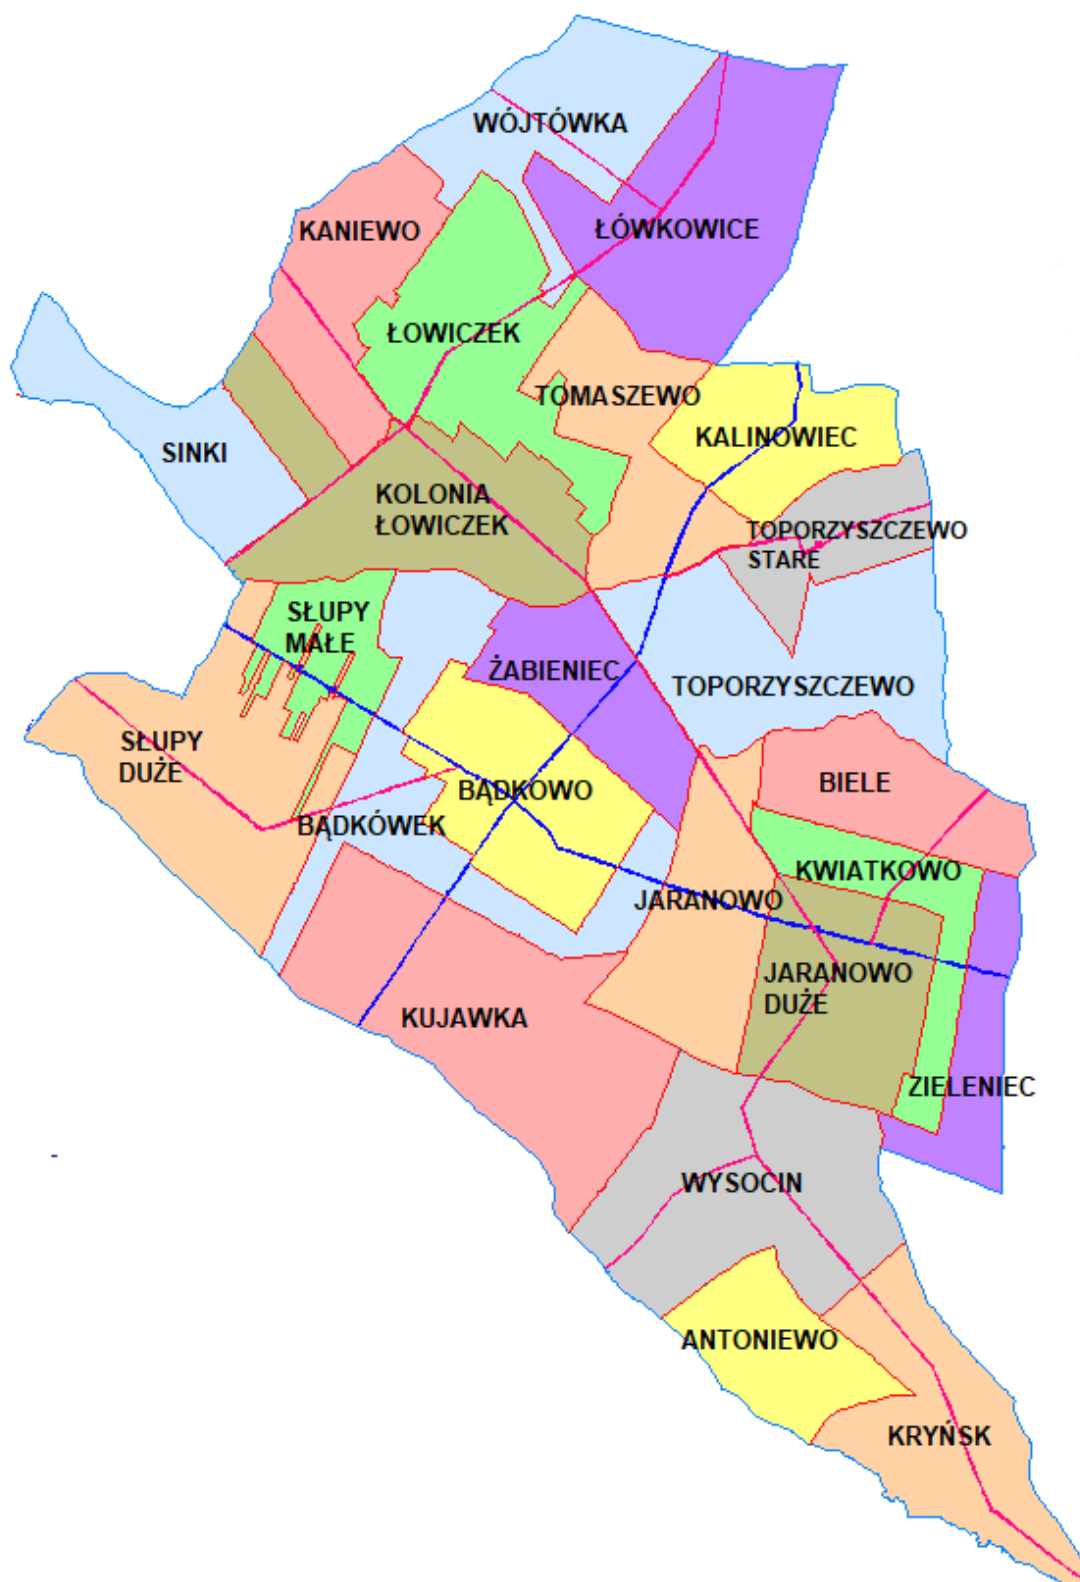 WÓJTÓWKA
KANIEWO
ŁÓWKOWICE
ŁOWICZEK
TOMASZEWO
KALINOWIEC
SINKI
KOLONIA
ŁOWICZEK
TOPORZYSZCZEWO
STARE
SŁUPY
MAŁE
ŻABIENIEC
TOPORZYSZCZEWO
SŁUPY
DUŻE
BĄDKOWO
BIELE
BĄDKÓWEK
KWIATKOWO
JARANOWO
JARANOWO
DUŻE
KUJAWKA
ZIELENIEC
WYSOCIN
ANTONIEWO
KRYŃSK